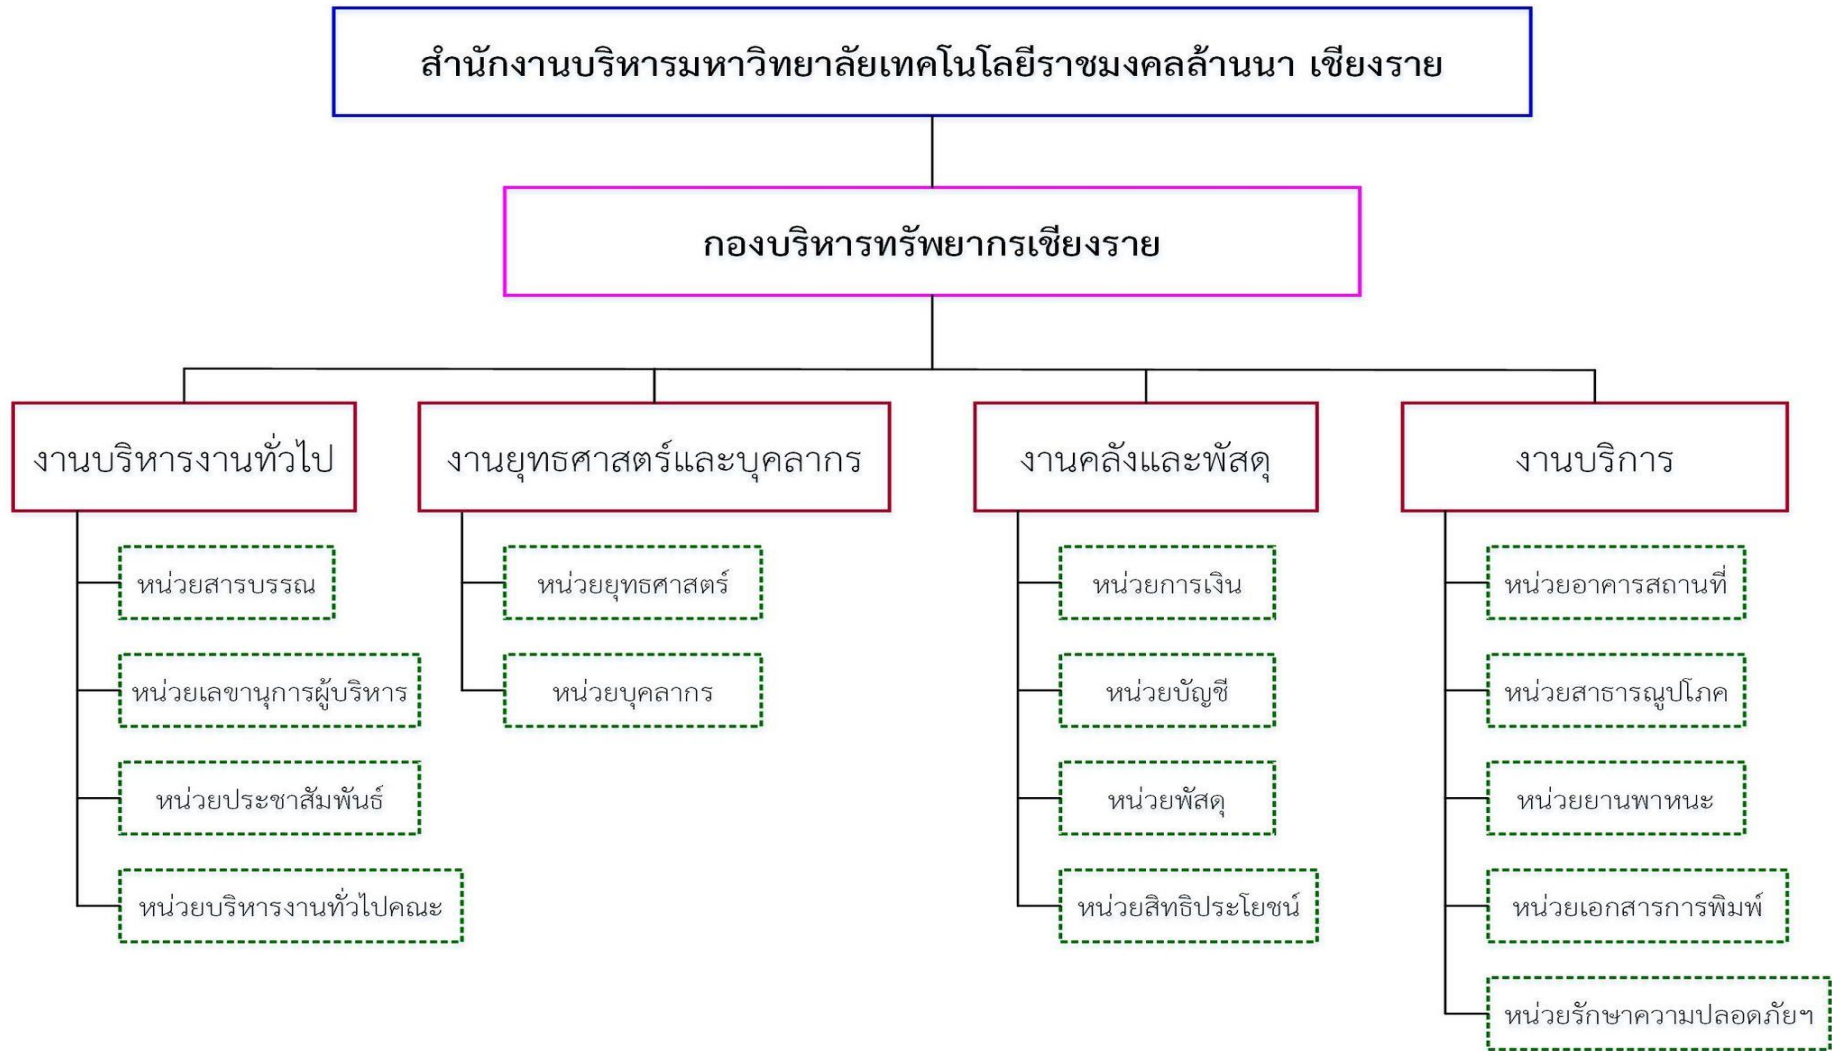 สำนักงานบริหารมหาวิทยาลัยเทคโนโลยีราชมงคลล้านนา เชียงราย
กองบริหารทรัพยากรเชียงราย
งานบริหารงานทั่วไป
หน่วยสารบรรณ
หน่วยเลขานุการผู้บริหาร
หน่วยประชาสัมพันธ์
หน่วยบริหารงานทั่วไปคณะ
งานยุทธศาสตร์และบุคลากร
หน่วยยุทธศาสตร์
หน่วยบุคลากร
งานคลังและพัสดุ
หน่วยการเงิน
หน่วยบัญชี
หน่วยพัสดุ
หน่วยสิทธิประโยชน์
งานบริการ
หน่วยอาคารสถานที่
หน่วยสาธารณูปโภค
หน่วยยานพาหนะ
หน่วยเอกสารการพิมพ์
หน่วยรักษาความปลอดภัยฯ